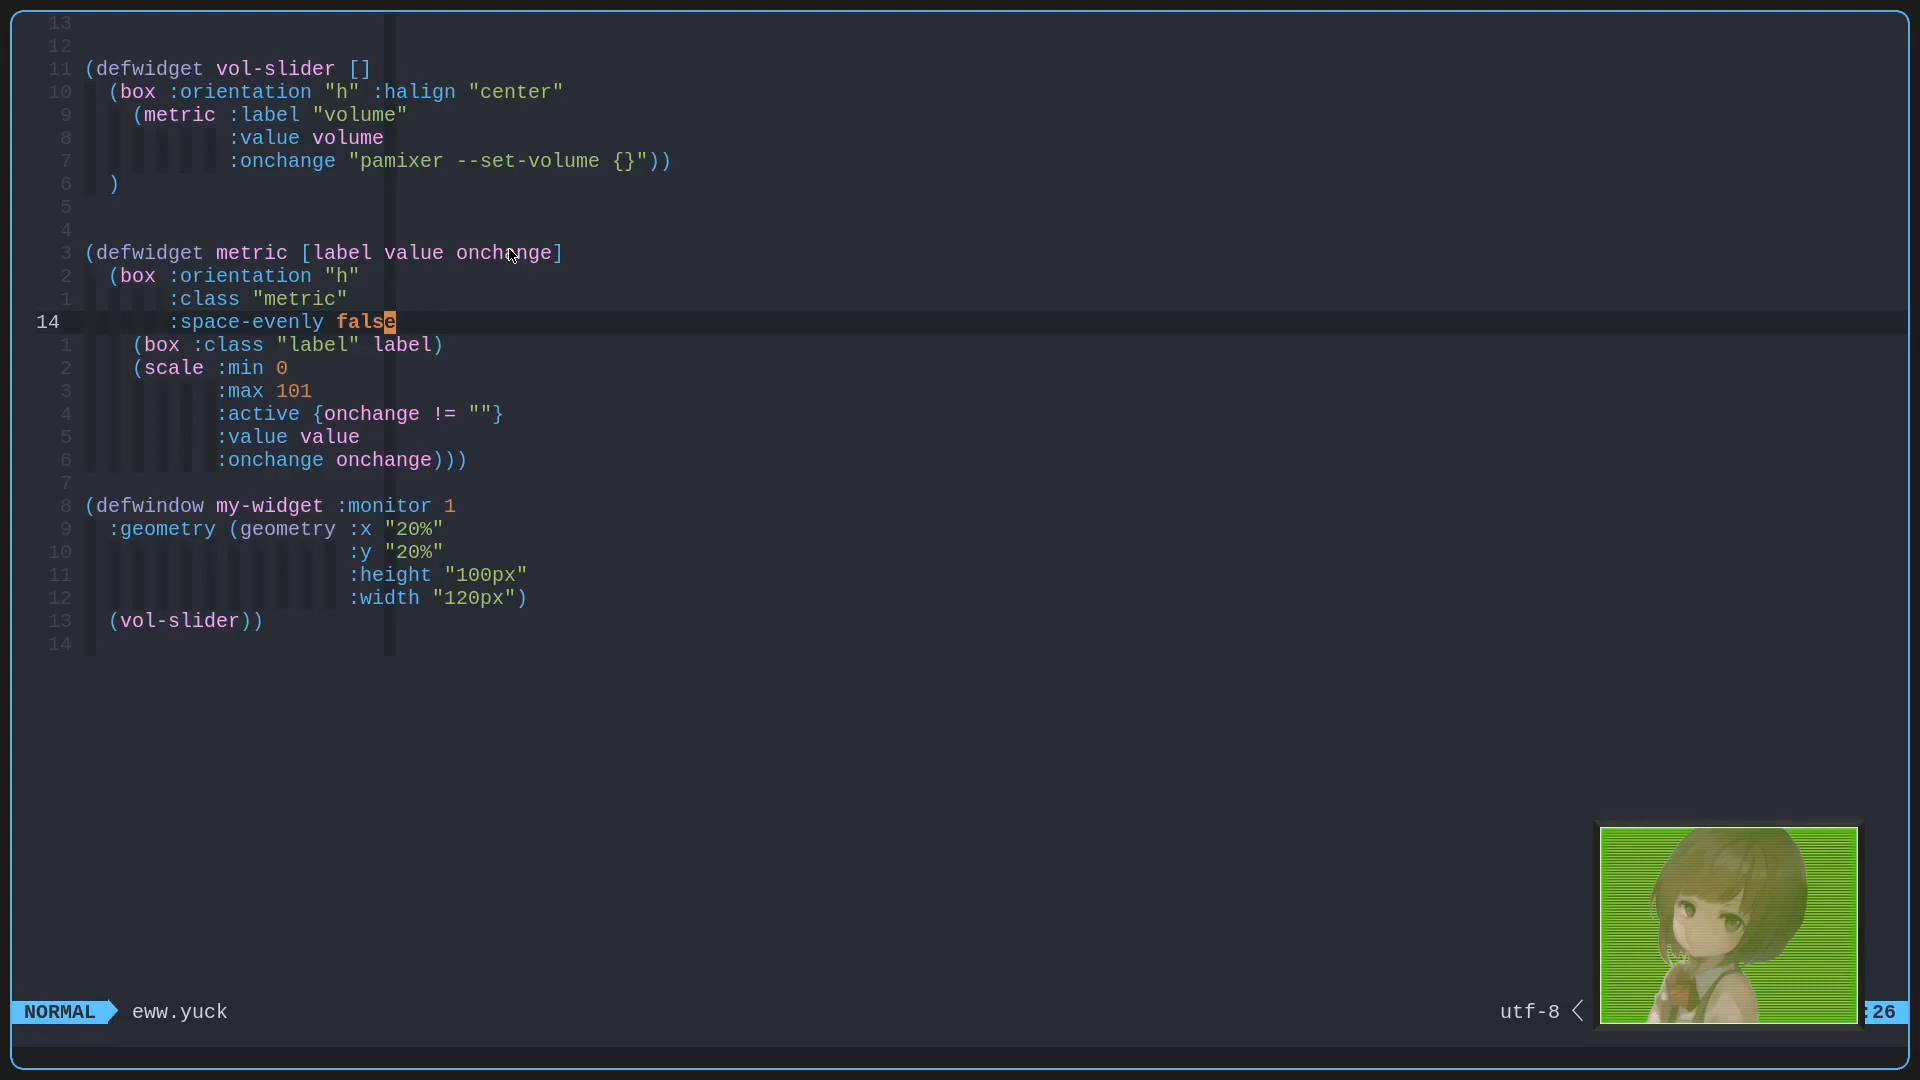 13
12
11 (defwidget vol-slider []
10   (box :orientation "h" :halign "center"
9     (metric :label "volume"
8             :value volume
7             :onchange "pamixer --set-volume {}"))
6   )
5
4
3 (defwidget metric [label value onchange]
2   (box :orientation "h"
1        :class "metric"
14       :space-evenly false
1     (box :class "label" label)
2     (scale :min 0
3            :max 101
4            :active {onchange != ""}
5            :value value
6            :onchange onchange)))
7
8 (defwindow my-widget :monitor 1
9   :geometry (geometry :x "20%"
10                      :y "20%"
11                      :height "100px"
12                      :width "120px")
13   (vol-slider))
14
NORMAL eww.yuck utf-8 :26